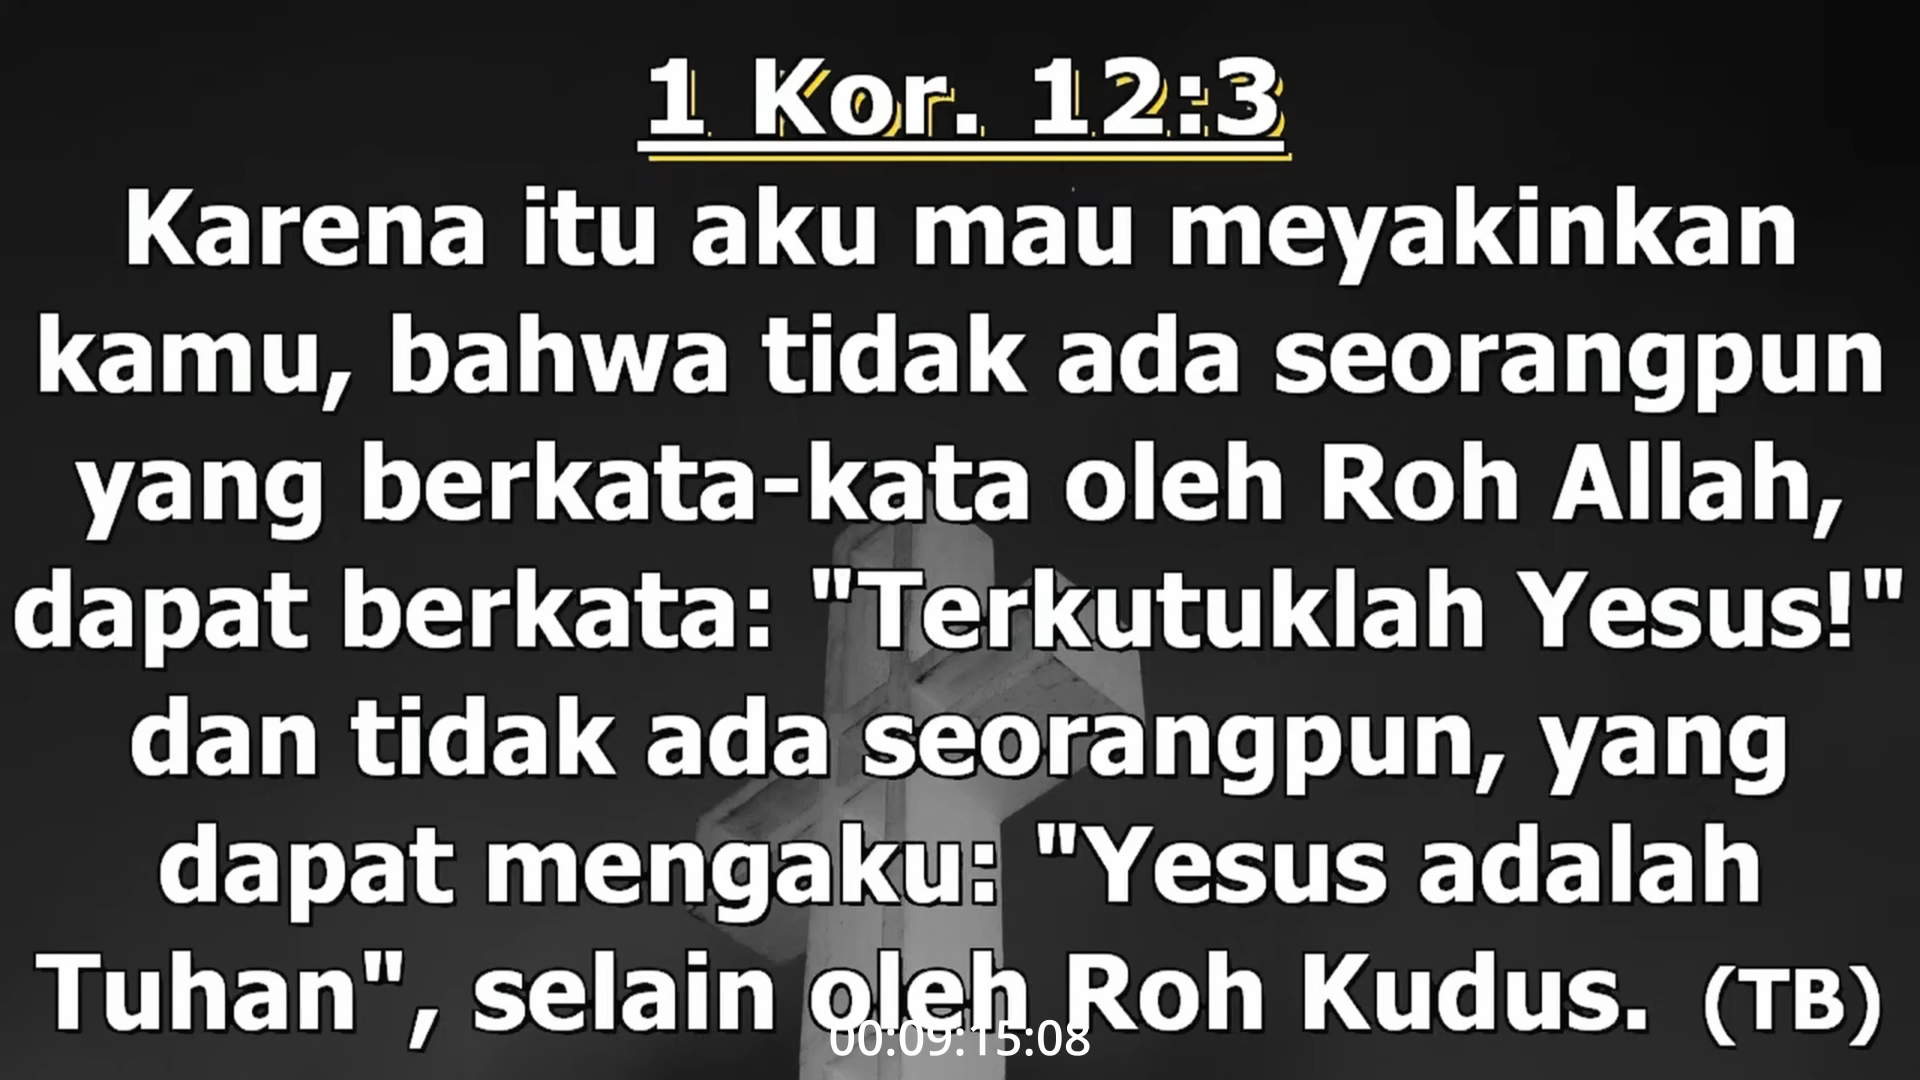 1 Kor. 12:3
Karena itu aku mau meyakinkan
kamu, bahwa tidak ada seorangpun
yang berkata-kata oleh Roh Allah,
dapat berkata: "Terkutuklah Yesus!"
dan tidak ada seorangpun, yang
dapat mengaku: "Yesus adalah
Tuhan", selain oleh Roh Kudus. (TB)
00:09:15:08